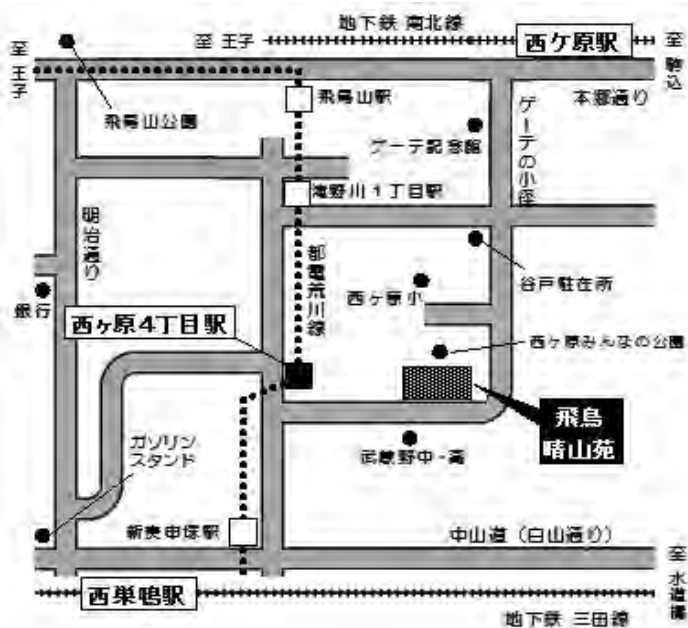 地下鉄 南北線
至 王子
西ケ原駅
至 駒込
至 王子
飛鳥山公園
飛鳥山駅
本郷通り
ゲーテ記念館
ゲーテの小径
滝野川1丁目駅
明治通り
都電荒川線
谷戸駐在所
西ヶ原小
銀行
西ヶ原4丁目駅
西ヶ原みんなの公園
飛鳥
晴山苑
ガソリン
スタンド
武蔵野中・高
新庚申塚駅
中山道（白山通り）
西巣鴨駅
至 水道橋
地下鉄 三田線